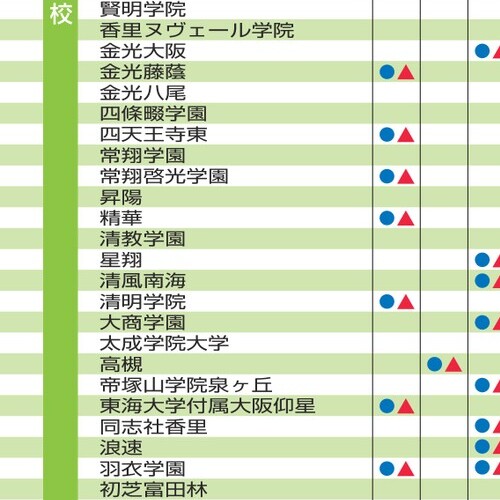 校
賢明学院
香里ヌヴェール学院
金光大阪
●▲
金光藤蔭
●▲
金光八尾
四條畷学園
四天王寺東
●▲
常翔学園
常翔啓光学園
●▲
昇陽
精華
●▲
清教学園
星翔
●▲
清風南海
●▲
清明学院
●▲
大商学園
●▲
太成学院大学
高槻
●▲
帝塚山学院泉ヶ丘
●▲
東海大学付属大阪仰星
●▲
同志社香里
●▲
浪速
●▲
羽衣学園
●▲ ●▲
初芝富田林